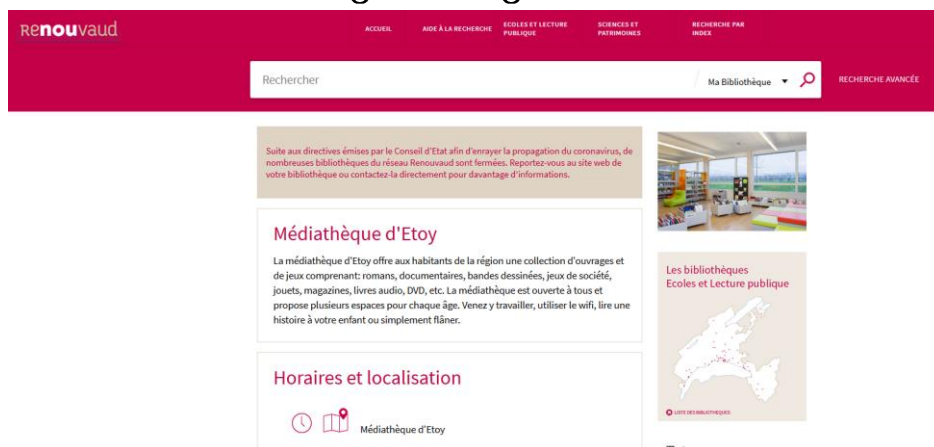 Renouvaud
ACCUEIL
AIDE À LA RECHERCHE
ECOLES ET LECTURE
PUBLIQUE
SCIENCES ET
PATRIMOINES
RECHERCHE PAR
INDEX
Rechercher
Ma Bibliothèque
RECHERCHE AVANCÉE
Suite aux directives émises par le Conseil d'Etat afin d'enrayer la propagation du coronavirus, de
nombreuses bibliothèques du réseau Renouvaud sont fermées. Reportez-vous au site web de
votre bibliothèque ou contactez-la directement pour davantage d'informations.
Médiathèque d'Etoy
La médiathèque d'Etoy offre aux habitants de la région une collection d'ouvrages et
de jeux comprenant: romans, documentaires, bandes dessinées, jeux de société,
jouets, magazines, livres audio, DVD, etc. La médiathèque est ouverte à tous et
propose plusieurs espaces pour chaque âge. Venez y travailler, utiliser le wifi, lire une
histoire à votre enfant ou simplement flâner.
Les bibliothèques
Ecoles et Lecture publique
LISTE DES BIBLIOTHEQUES
Horaires et localisation
Médiathèque d'Etoy